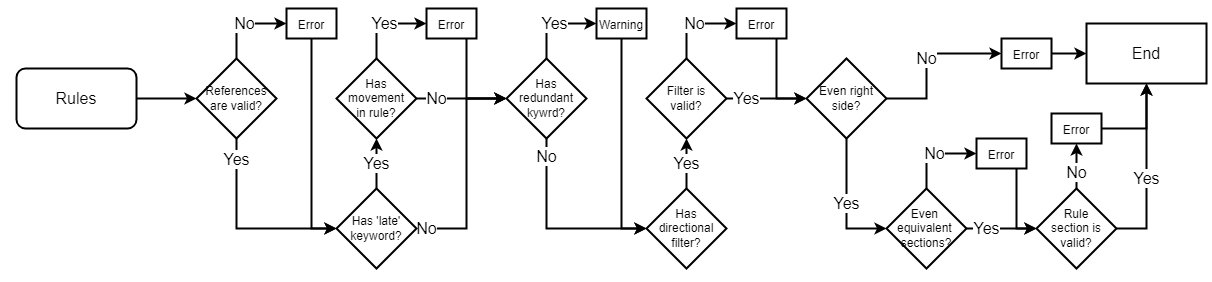 Rules
References
are valid?
No
Error
Yes
Has 'late'
keyword?
Yes
No
Has
movement
in rule?
Yes
Error
No
Has
redundant
kywrd?
Yes
Warning
No
Has
directional
filter?
Yes
Filter is
valid?
No
Error
Yes
Even right
side?
No
Error
Yes
Even
equivalent
sections?
No
Error
Yes
Rule
section is
valid?
No
Error
Yes
End